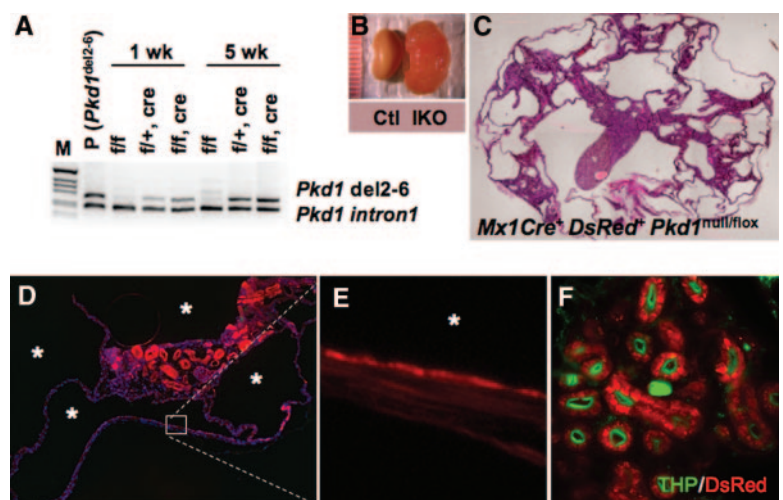 A
1 wk
5 wk
M
P (Pkd1del2-6)
f/f
f/+, cre
f/f, cre
f/f
f/+, cre
f/f, cre
Pkd1 del2-6
Pkd1 intron1
B
Ctl IKO
C
Mx1Cre+ DsRed+ Pkd1null/flox
D
*
*
*
*
E
*
F
THP/DsRed